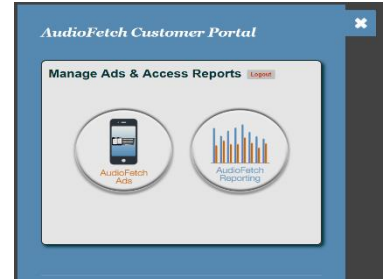 AudioFetch Customer Portal
Manage Ads & Access Reports Logout
AudioFetch
Ads
AudioFetch
Reporting